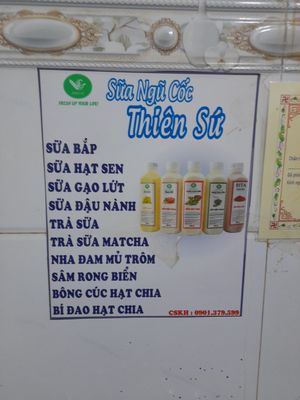 FRESH UP YOUR LIFE!
Sữa Ngũ Cốc
Thiên Sứ
SỮA BẮP
SỮA HẠT SEN
SỮA GẠO LỨT
SỮA ĐẬU NÀNH
TRÀ SỮA
TRÀ SỮA MATCHA
NHA ĐAM MỦ TRÔM
SÂM RONG BIỂN
BÔNG CÚC HẠT CHIA
BÍ ĐAO HẠT CHIA
CSKH : 0901.379.599